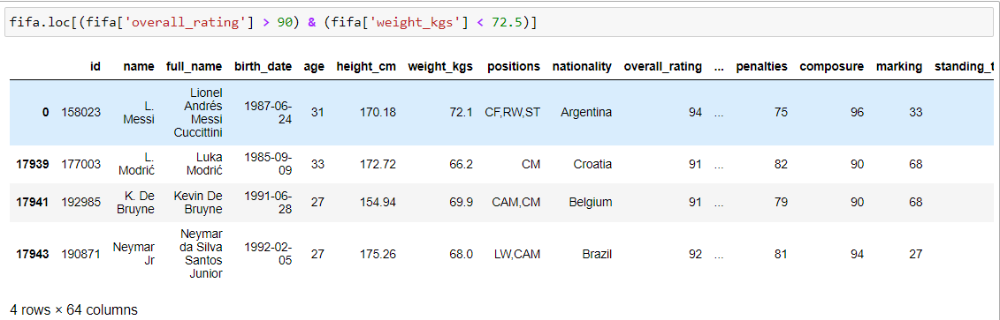 fifa.loc[(fifa['overall_rating'] > 90) & (fifa['weight_kgs'] < 72.5)]
id name full_name birth_date age height_cm weight_kgs positions nationality overall_rating ... penalties composure marking standing_t
0 158023 L. Messi Lionel Andrés Messi Cuccittini 1987-06-24 31 170.18 72.1 CF,RW,ST Argentina 94 ... 75 96 33
17939 177003 L. Modrić Luka Modrić 1985-09-09 33 172.72 66.2 CM Croatia 91 ... 82 90 68
17941 192985 K. De Bruyne Kevin De Bruyne 1991-06-28 27 154.94 69.9 CAM,CM Belgium 91 ... 79 90 68
17943 190871 Neymar Jr Neymar da Silva Santos Junior 1992-02-05 27 175.26 68.0 LW,CAM Brazil 92 ... 81 94 27
4 rows × 64 columns